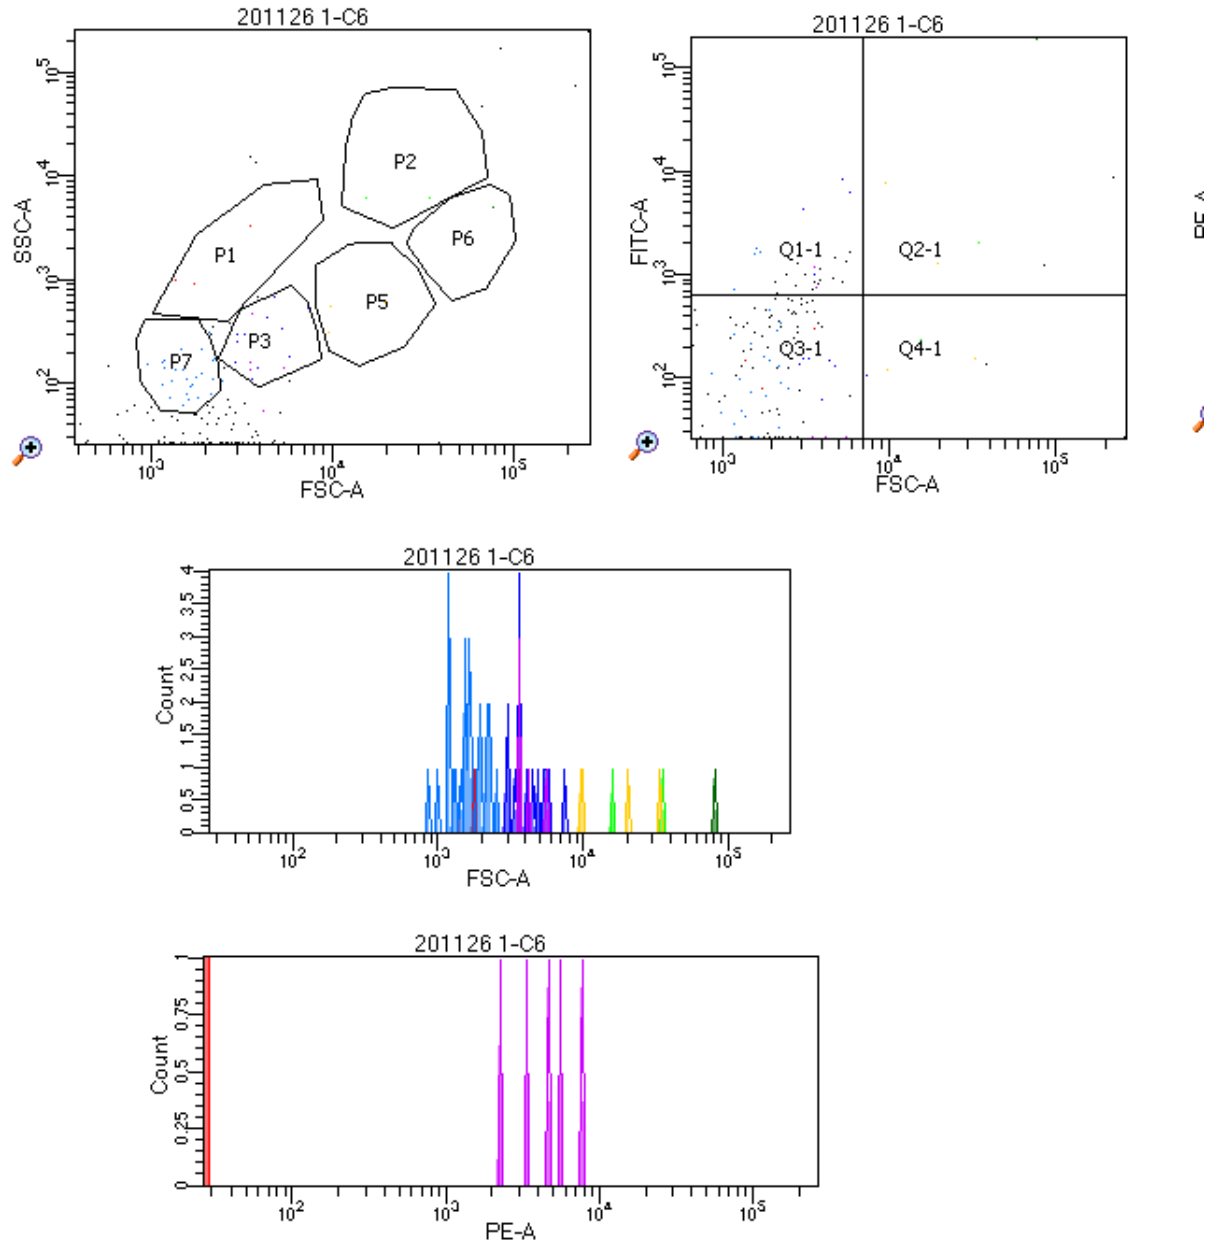 201126 1-C6
SSC-A
10^5
10^4
10^3
10^2
P2
P1
P6
P5
P3
P7
10^3 10^4 10^5
FSC-A
201126 1-C6
FITC-A
10^5
10^4
10^3
10^2
Q1-1 Q2-1
Q3-1 Q4-1
10^3 10^4 10^5
FSC-A
PE-A
201126 1-C6
Count
4
3.5
3
2.5
2
1.5
1
0.5
0
10^2 10^3 10^4 10^5
FSC-A
201126 1-C6
Count
1
0.75
0.5
0.25
0
10^2 10^3 10^4 10^5
PE-A